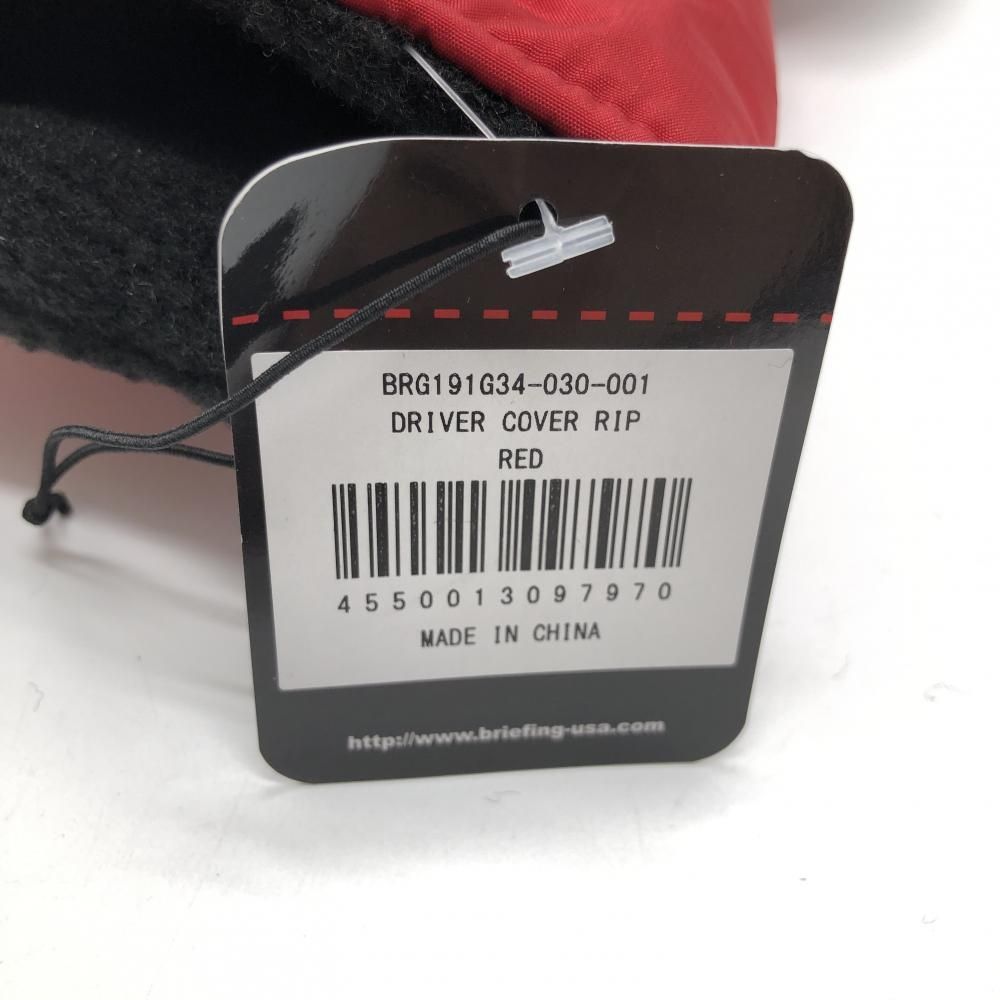 BRG191G34-030-001
DRIVER COVER RIP
RED
4550013097970
MADE IN CHINA
http://www.briefing-usa.com